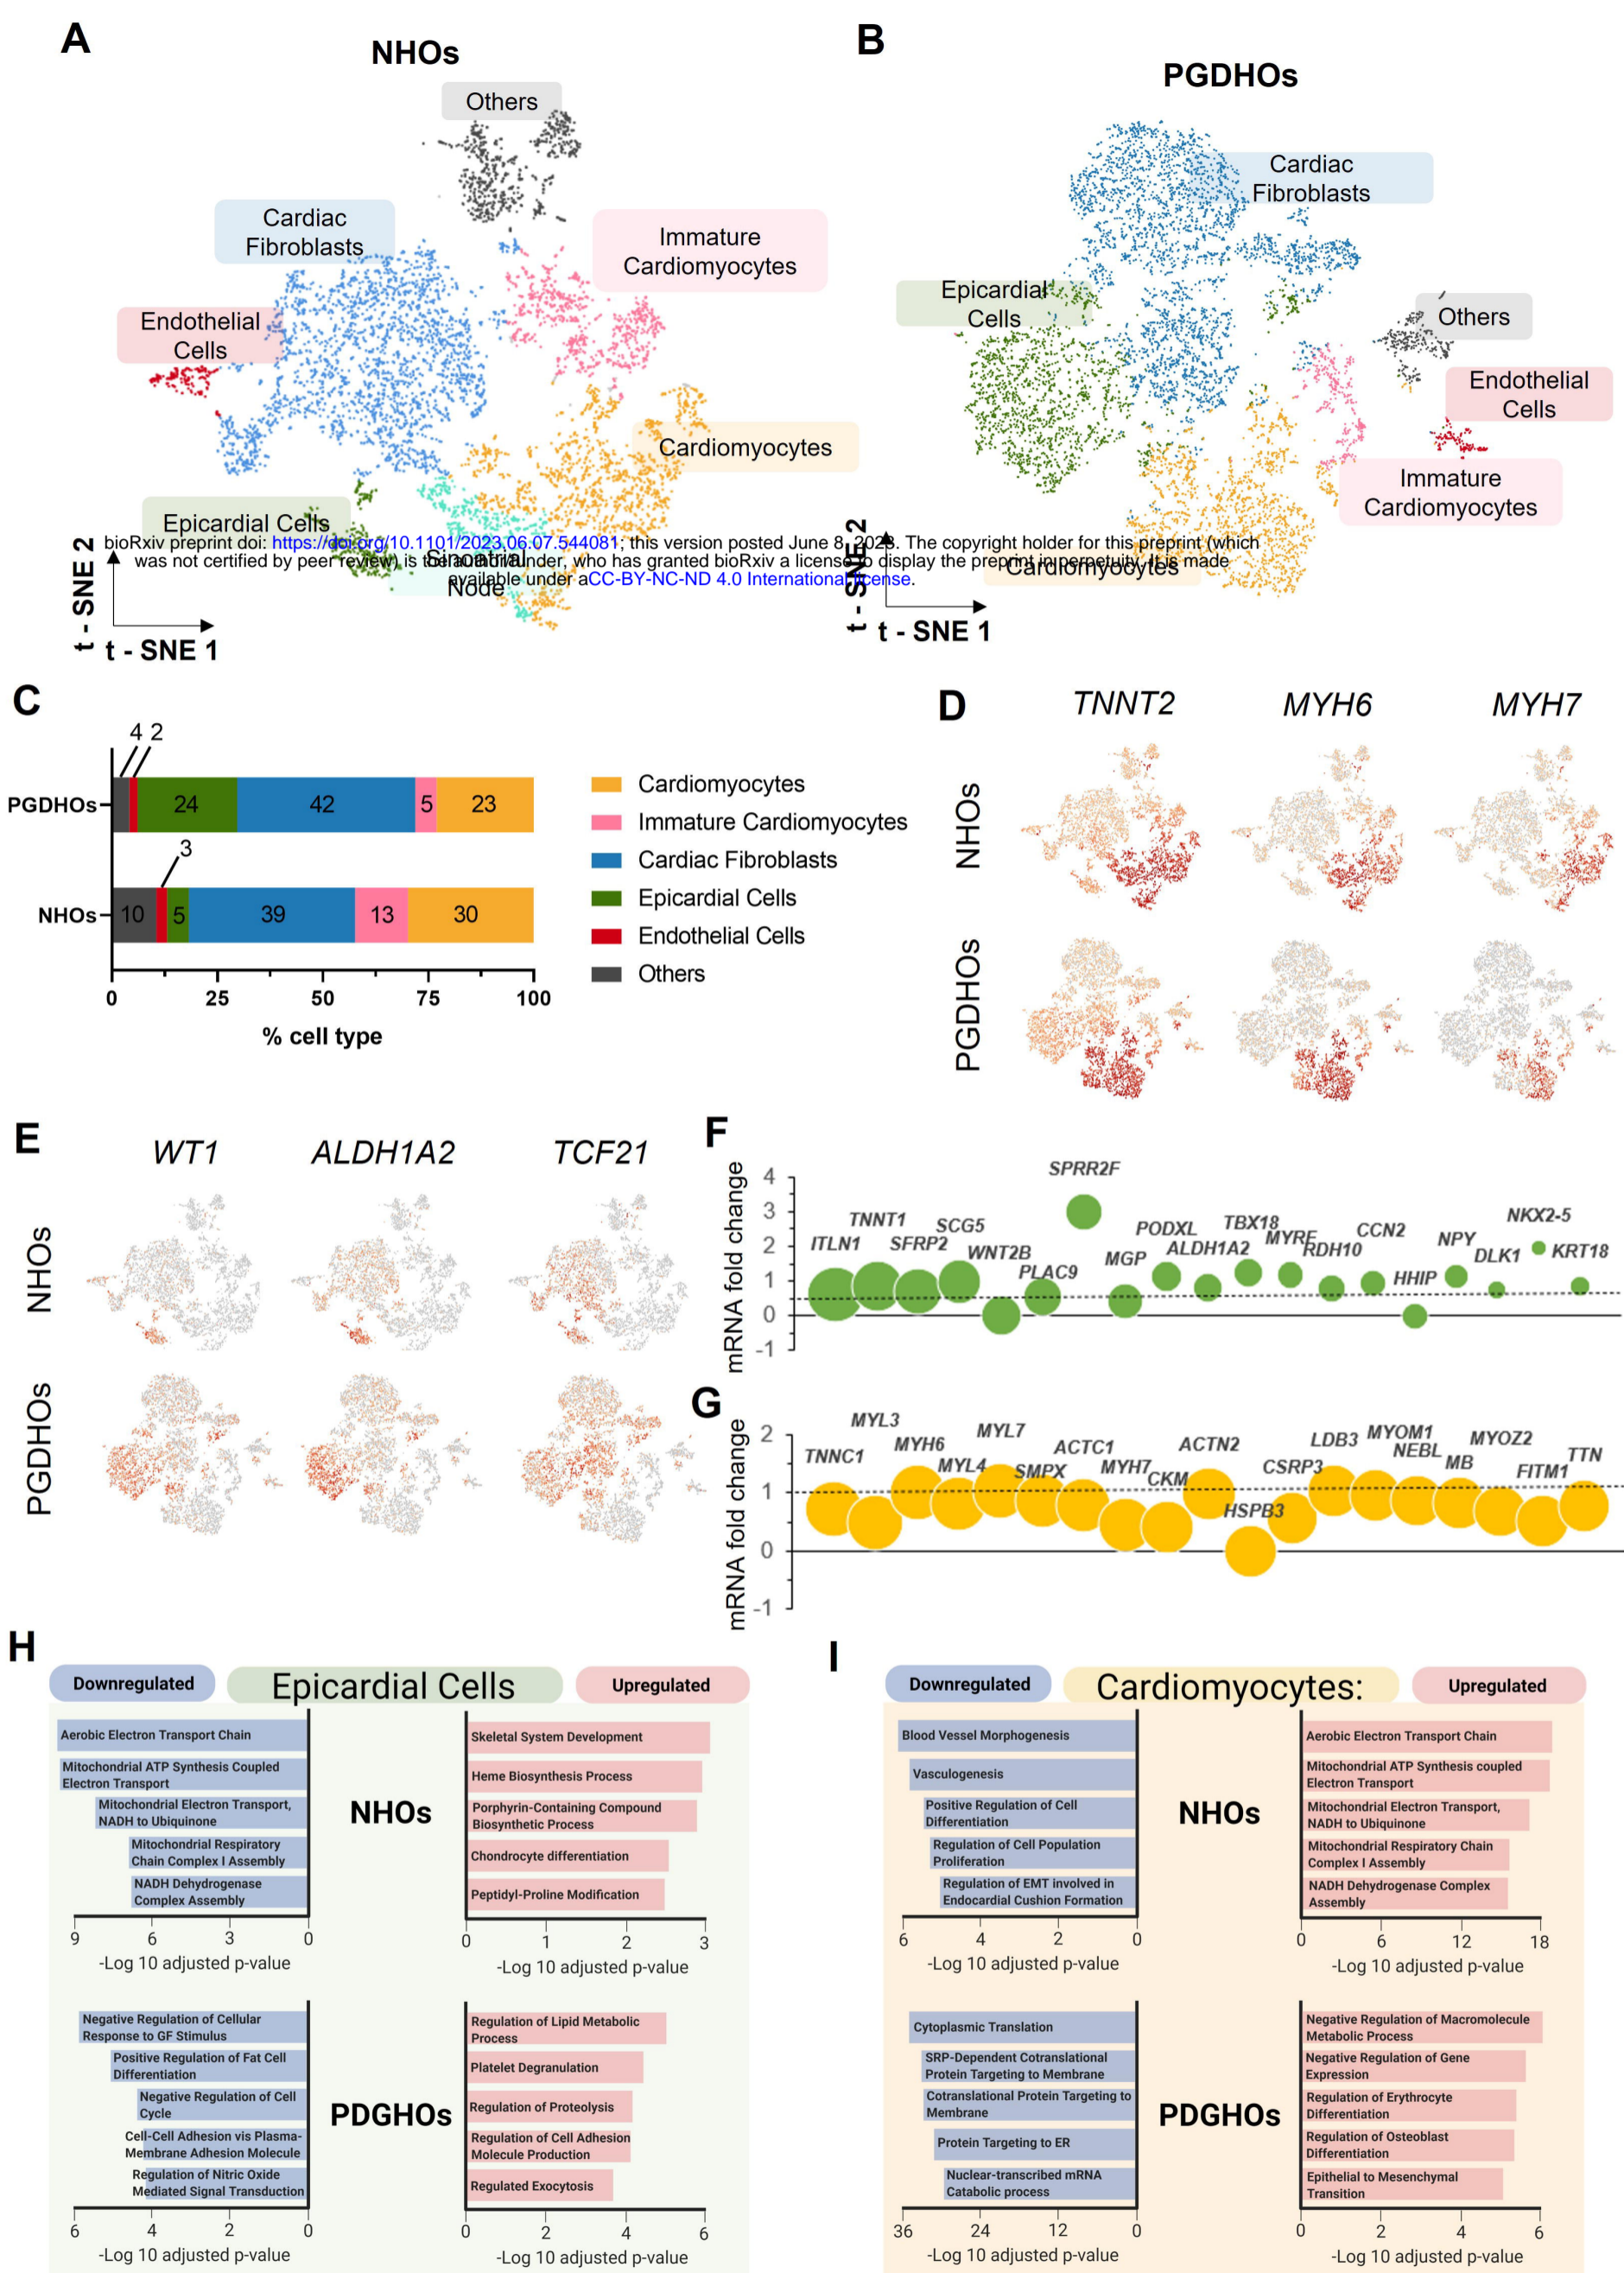 A
NHOs
Others
Cardiac
Fibroblasts
Immature
Cardiomyocytes
Endothelial
Cells
Cardiomyocytes
Epicardial Cells
Sinoatrial
Node
t - SNE 2
t - SNE 1
B
PGDHOs
Cardiac
Fibroblasts
Epicardial
Cells
Others
Endothelial
Cells
Immature
Cardiomyocytes
Cardiomyocytes
t - SNE 2
t - SNE 1
bioRxiv preprint doi: https://doi.org/10.1101/2023.06.07.544081; this version posted June 8, 2023. The copyright holder for this preprint (which
was not certified by peer review) is the author/funder, who has granted bioRxiv a license to display the preprint in perpetuity. It is made
available under aCC-BY-NC-ND 4.0 International license.
C
4 2
PGDHOs
24 42 5 23
3
NHOs
10 5 39 13 30
0 25 50 75 100
% cell type
Cardiomyocytes
Immature Cardiomyocytes
Cardiac Fibroblasts
Epicardial Cells
Endothelial Cells
Others
D
TNNT2 MYH6 MYH7
NHOs
PGDHOs
E
WT1 ALDH1A2 TCF21
NHOs
PGDHOs
F
mRNA fold change
4
3
2
1
0
-1
ITLN1
TNNT1
SFRP2
SCG5
WNT2B
PLAC9
SPRR2F
MGP
PODXL
ALDH1A2
TBX18
MYRF
RDH10
CCN2
HHIP
NPY
DLK1
NKX2-5
KRT18
G
mRNA fold change
2
1
0
-1
TNNC1
MYL3
MYH6
MYL4
MYL7
SMPX
ACTC1
MYH7
CKM
ACTN2
HSPB3
CSRP3
LDB3
MYOM1
NEBL
MB
MYOZ2
FITM1
TTN
H
Downregulated
Epicardial Cells
Upregulated
Aerobic Electron Transport Chain
Mitochondrial ATP Synthesis Coupled
Electron Transport
Mitochondrial Electron Transport,
NADH to Ubiquinone
Mitochondrial Respiratory
Chain Complex I Assembly
NADH Dehydrogenase
Complex Assembly
9 6 3 0
-Log 10 adjusted p-value
NHOs
Skeletal System Development
Heme Biosynthesis Process
Porphyrin-Containing Compound
Biosynthetic Process
Chondrocyte differentiation
Peptidyl-Proline Modification
0 1 2 3
-Log 10 adjusted p-value
Negative Regulation of Cellular
Response to GF Stimulus
Positive Regulation of Fat Cell
Differentiation
Negative Regulation of Cell
Cycle
Cell-Cell Adhesion vis Plasma-
Membrane Adhesion Molecule
Regulation of Nitric Oxide
Mediated Signal Transduction
6 4 2 0
-Log 10 adjusted p-value
PDGHOs
Regulation of Lipid Metabolic
Process
Platelet Degranulation
Regulation of Proteolysis
Regulation of Cell Adhesion
Molecule Production
Regulated Exocytosis
0 2 4 6
-Log 10 adjusted p-value
I
Downregulated
Cardiomyocytes:
Upregulated
Blood Vessel Morphogenesis
Vasculogenesis
Positive Regulation of Cell
Differentiation
Regulation of Cell Population
Proliferation
Regulation of EMT involved in
Endocardial Cushion Formation
6 4 2 0
-Log 10 adjusted p-value
NHOs
Aerobic Electron Transport Chain
Mitochondrial ATP Synthesis coupled
Electron Transport
Mitochondrial Electron Transport,
NADH to Ubiquinone
Mitochondrial Respiratory Chain
Complex I Assembly
NADH Dehydrogenase Complex
Assembly
0 6 12 18
-Log 10 adjusted p-value
Cytoplasmic Translation
SRP-Dependent Cotranslational
Protein Targeting to Membrane
Cotranslational Protein Targeting to
Membrane
Protein Targeting to ER
Nuclear-transcribed mRNA
Catabolic process
36 24 12 0
-Log 10 adjusted p-value
PDGHOs
Negative Regulation of Macromolecule
Metabolic Process
Negative Regulation of Gene
Expression
Regulation of Erythrocyte
Differentiation
Regulation of Osteoblast
Differentiation
Epithelial to Mesenchymal
Transition
0 2 4 6
-Log 10 adjusted p-value